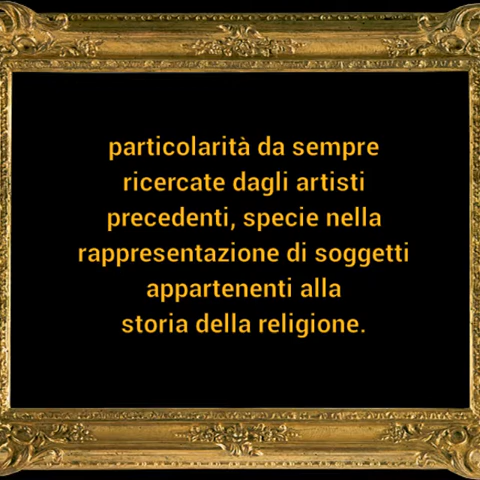 particolarità da sempre
ricercate dagli artisti
precedenti, specie nella
rappresentazione di soggetti
appartenenti alla
storia della religione.